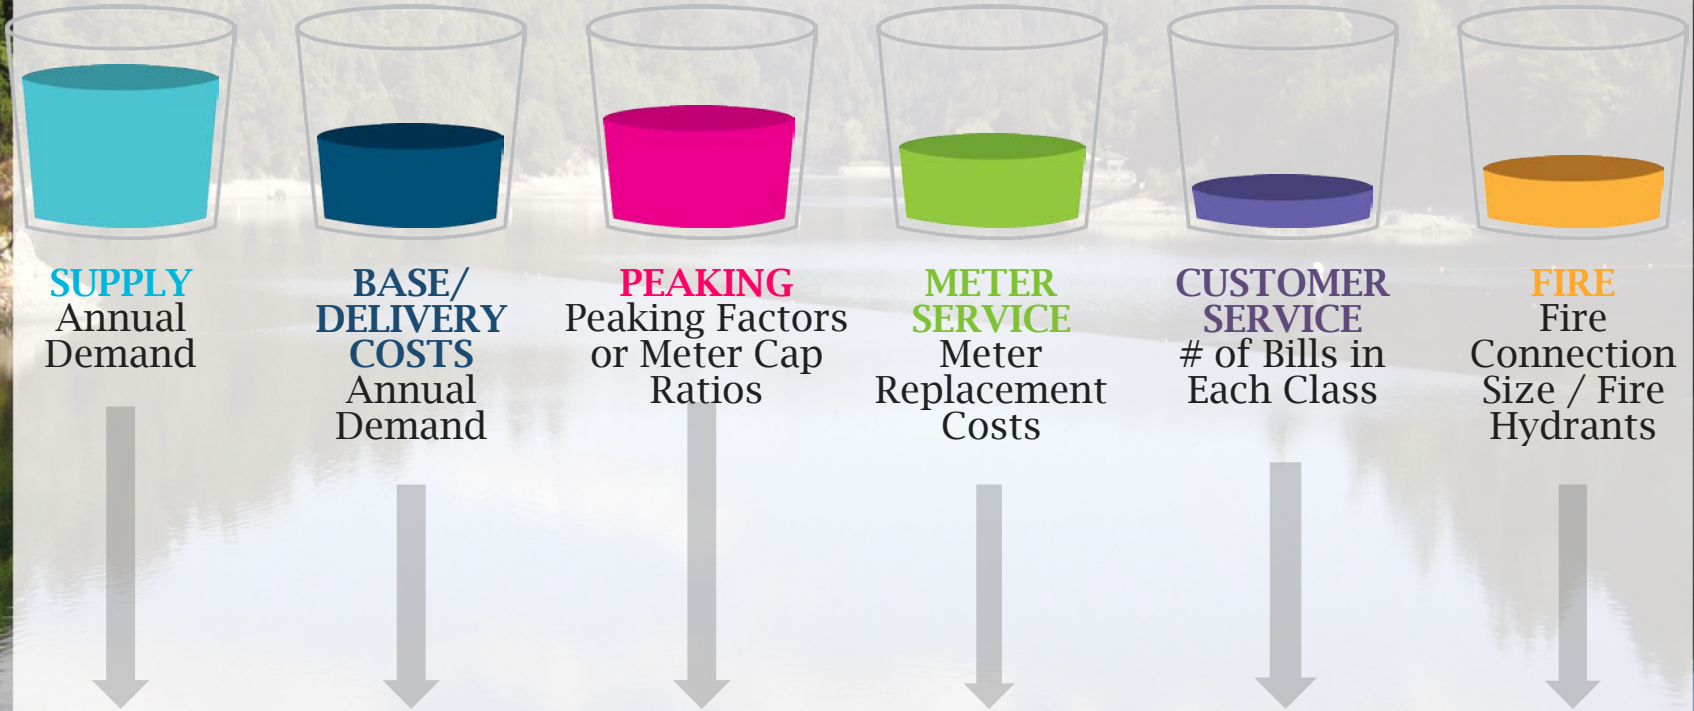 SUPPLY
Annual
Demand
BASE/
DELIVERY
COSTS
Annual
Demand
PEAKING
Peaking Factors
or Meter Cap
Ratios
METER
SERVICE
Meter
Replacement
Costs
CUSTOMER
SERVICE
# of Bills in
Each Class
FIRE
Fire
Connection
Size / Fire
Hydrants